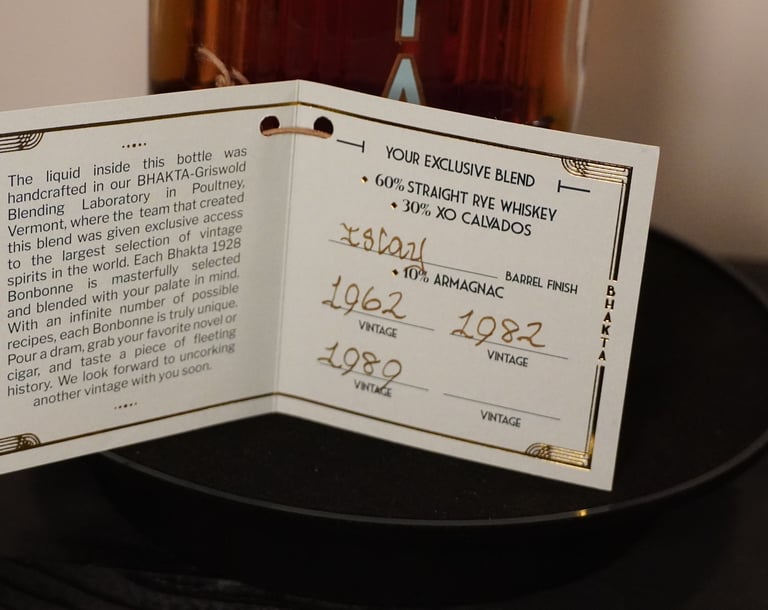 IA
The liquid inside this bottle was
handcrafted in our BHAKTA-Griswold
Blending Laboratory in Poultney,
Vermont, where the team that created
this blend was given exclusive access
to the largest selection of vintage
spirits in the world. Each Bhakta 1928
Bonbonne is masterfully selected
and blended with your palate in mind.
With an infinite number of possible
recipes, each Bonbonne is truly unique.
Pour a dram, grab your favorite novel or
cigar, and taste a piece of fleeting
history. We look forward to uncorking
another vintage with you soon.
YOUR EXCLUSIVE BLEND
60% STRAIGHT RYE WHISKEY
30% XO CALVADOS
Islay BARREL FINISH
10% ARMAGNAC
1962 1982
VINTAGE VINTAGE
1989
VINTAGE VINTAGE
BHAKTA